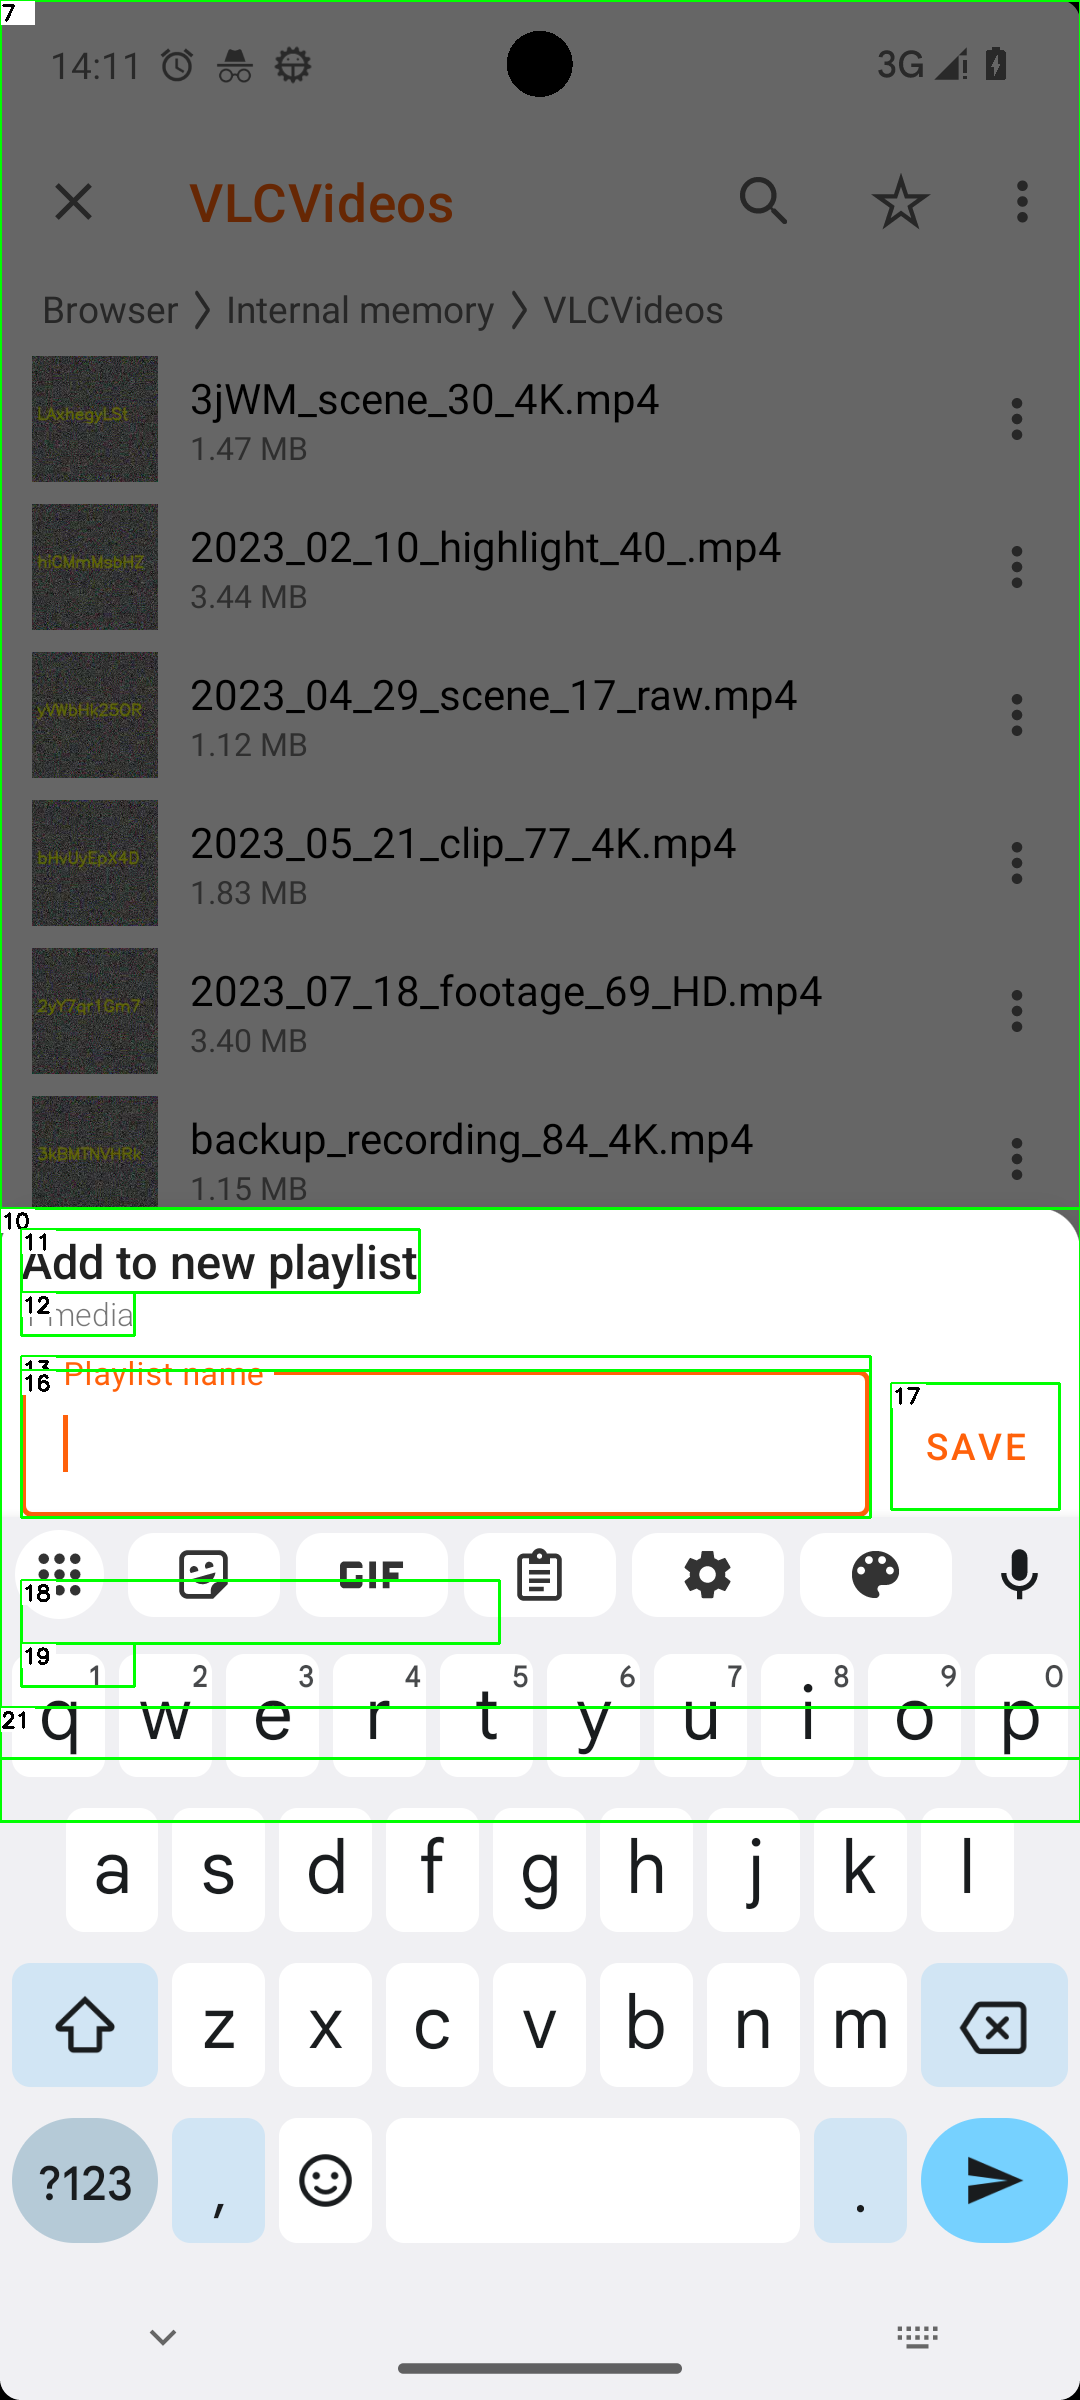 7
14:11
3G
VLCVideos
Browser
Internal memory
VLCVideos
LAxhegyLSt
3jWM_scene_30_4K.mp4
1.47 MB
hiCMmMsbHZ
2023_02_10_highlight_40_.mp4
3.44 MB
2023_04_29_scene_17_raw.mp4
1.12 MB
bHvUyEpX4D
2023_05_21_clip_77_4K.mp4
1.83 MB
2yY7qr1Gm7
2023_07_18_footage_69_HD.mp4
3.40 MB
3kBMTNVHRk
backup_recording_84_4K.mp4
1.15 MB
10
11
Add to new playlist
12
media
13
Playlist name
16
17
SAVE
GIF
18
19
21
q 1 w 2 e 3 r 4 t 5 y 6 u 7 i 8 o 9 p 0
a s d f g h j k l
z x c v b n m
?123 , .